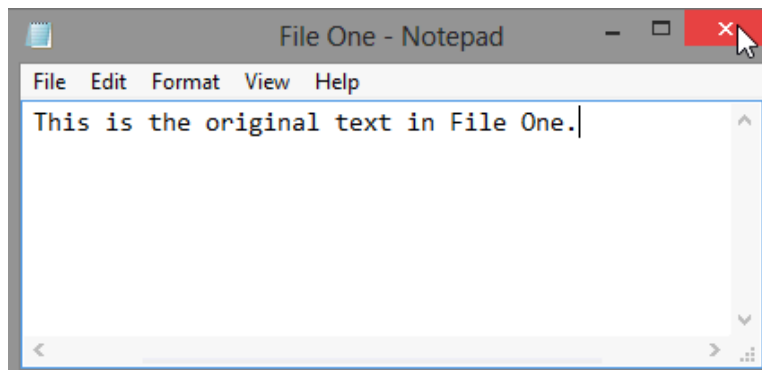 File One - Notepad
File Edit Format View Help
This is the original text in File One.